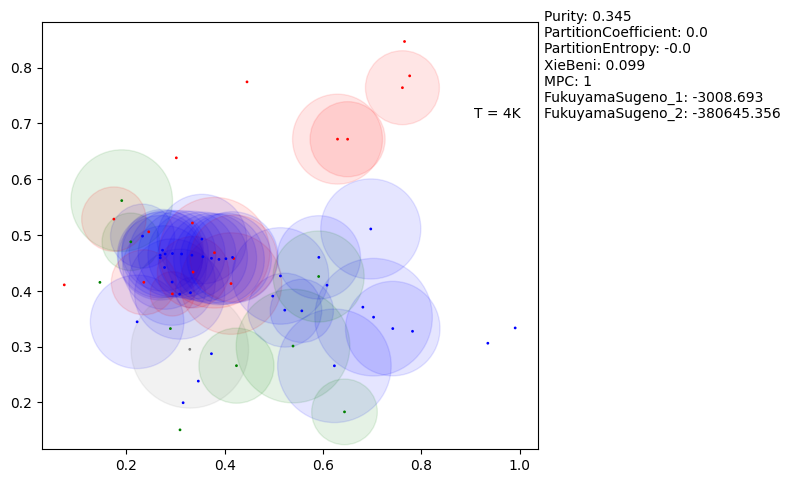 Purity: 0.345
PartitionCoefficient: 0.0
PartitionEntropy: -0.0
XieBeni: 0.099
MPC: 1
FukuyamaSugeno_1: -3008.693
FukuyamaSugeno_2: -380645.356
T = 4K
0.8
0.7
0.6
0.5
0.4
0.3
0.2
0.2 0.4 0.6 0.8 1.0